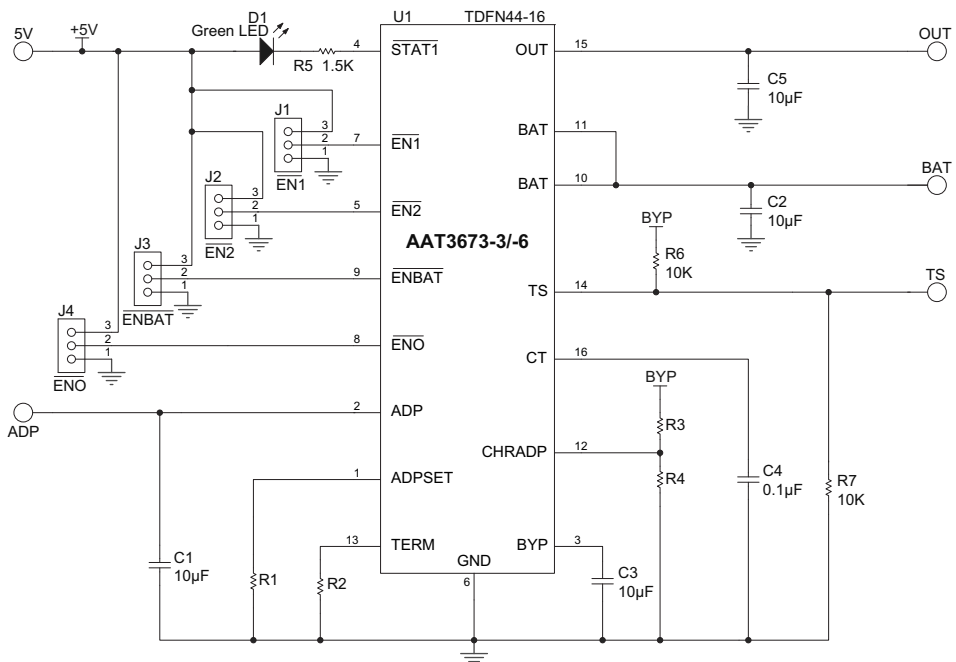 D1
Green LED
U1
TDFN44-16
5V
+5V
R5 1.5K
4
STAT1
OUT
15
OUT
C5
10µF
J1
3
2
1
EN1
7
EN1
BAT
11
BAT
10
BAT
C2
10µF
J2
3
2
1
EN2
5
EN2
AAT3673-3/-6
BYP
R6
10K
J3
3
2
1
ENBAT
9
ENBAT
TS
14
TS
J4
3
2
1
ENO
8
ENO
CT
16
BYP
R3
ADP
2
ADP
CHRADP
12
R4
1
ADPSET
C4
0.1µF
R7
10K
13
TERM
BYP
3
GND
6
C1
10µF
R1
R2
C3
10µF